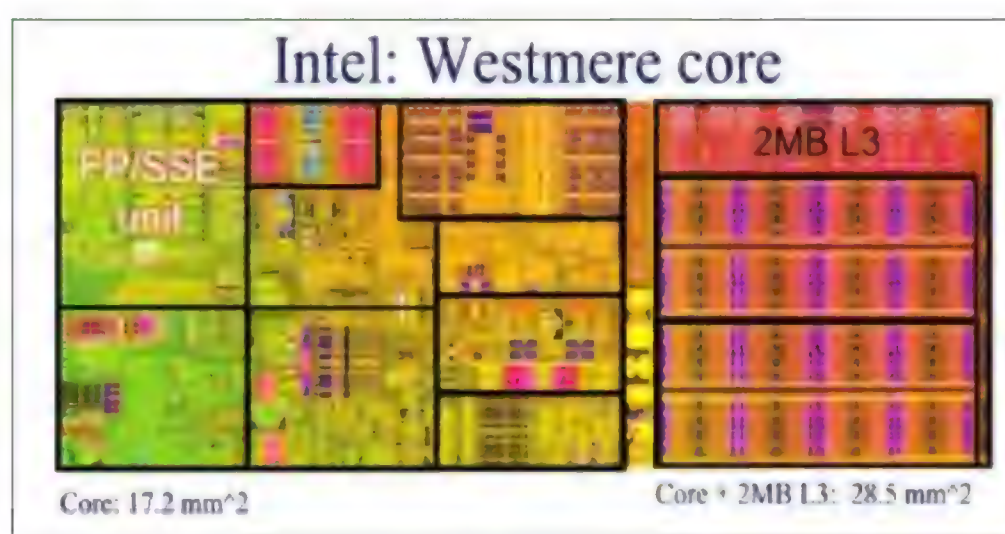 Intel: Westmere core
FP/SSE
unit
2MB L3
Core: 17.2 mm^2
Core + 2MB L3: 28.5 mm^2